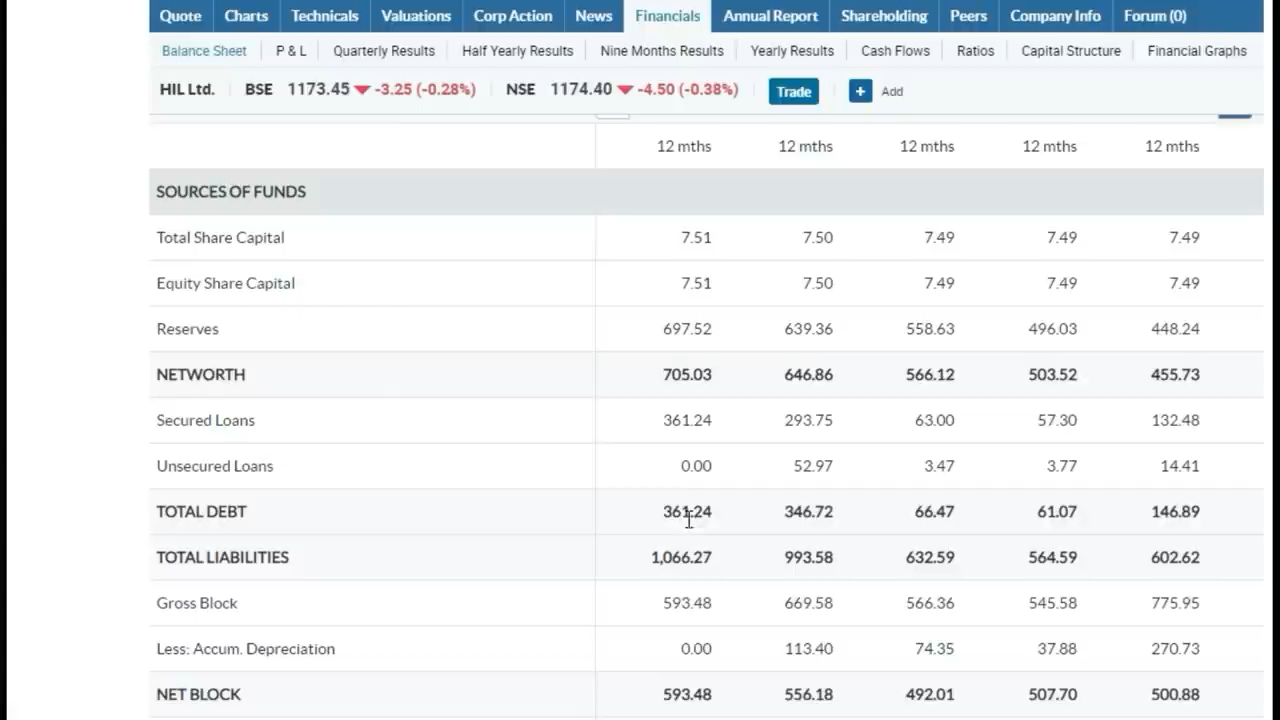 Quote Charts Technicals Valuations Corp Action News Financials Annual Report Shareholding Peers Company Info Forum (0)
Balance Sheet P & L Quarterly Results Half Yearly Results Nine Months Results Yearly Results Cash Flows Ratios Capital Structure Financial Graphs
HIL Ltd. BSE 1173.45 -3.25 (-0.28%) NSE 1174.40 -4.50 (-0.38%) Trade + Add
12 mths 12 mths 12 mths 12 mths 12 mths
SOURCES OF FUNDS
Total Share Capital 7.51 7.50 7.49 7.49 7.49
Equity Share Capital 7.51 7.50 7.49 7.49 7.49
Reserves 697.52 639.36 558.63 496.03 448.24
NETWORTH 705.03 646.86 566.12 503.52 455.73
Secured Loans 361.24 293.75 63.00 57.30 132.48
Unsecured Loans 0.00 52.97 3.47 3.77 14.41
TOTAL DEBT 361.24 346.72 66.47 61.07 146.89
TOTAL LIABILITIES 1,066.27 993.58 632.59 564.59 602.62
Gross Block 593.48 669.58 566.36 545.58 775.95
Less: Accum. Depreciation 0.00 113.40 74.35 37.88 270.73
NET BLOCK 593.48 556.18 492.01 507.70 500.88